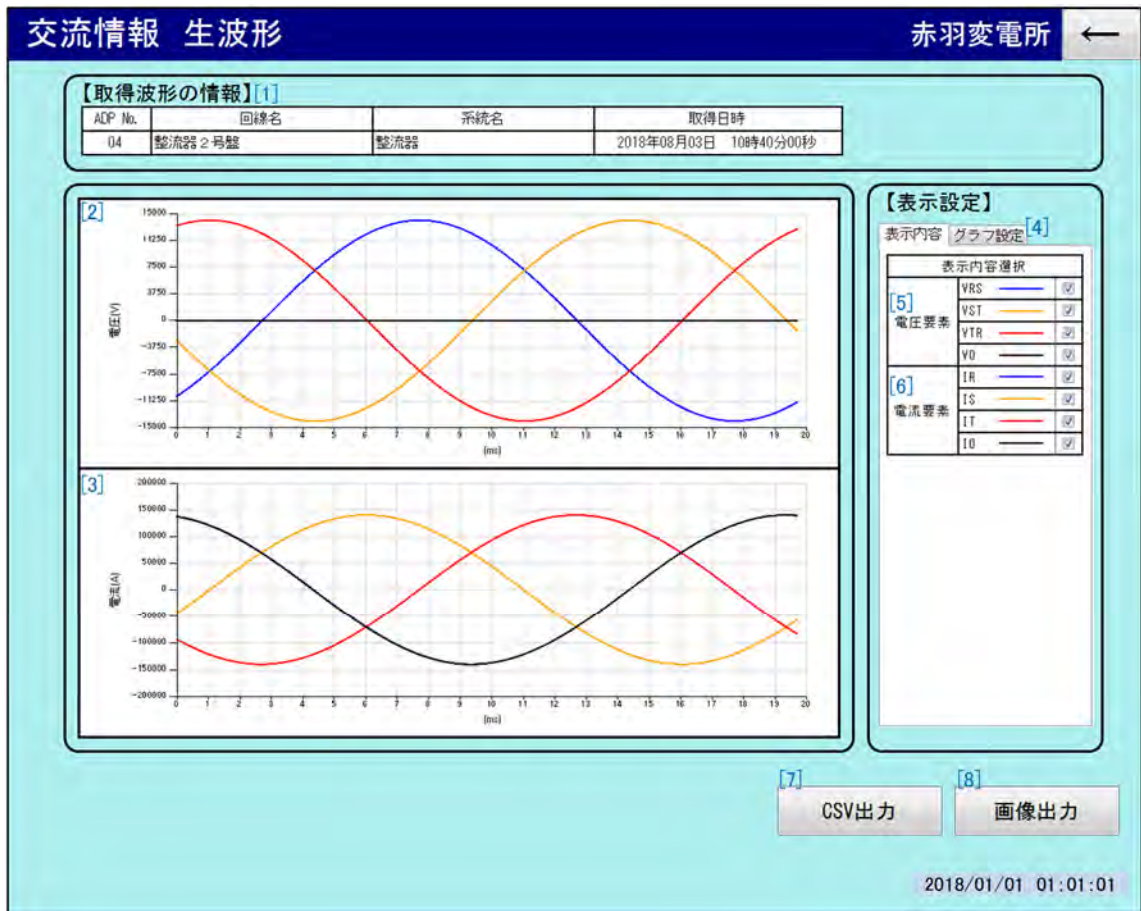 交流情報 生波形
赤羽変電所 ←
【取得波形の情報】[1]
ADP No. 回線名 系統名 取得日時
04 整流器2号盤 整流器 2018年08月03日 10時40分00秒
[2]
15000
11250
7500
3750
0
-3750
-7500
-11250
-15000
電圧(V)
0 1 2 3 4 5 6 7 8 9 10 11 12 13 14 15 16 17 18 19 20
(ms)
[3]
200000
150000
100000
50000
0
-50000
-100000
-150000
-200000
電流(A)
0 1 2 3 4 5 6 7 8 9 10 11 12 13 14 15 16 17 18 19 20
(ms)
【表示設定】
表示内容 グラフ設定 [4]
表示内容選択
[5]
電圧要素
VRS
VST
VTR
V0
[6]
電流要素
IR
IS
IT
I0
[7]
CSV出力
[8]
画像出力
2018/01/01 01:01:01